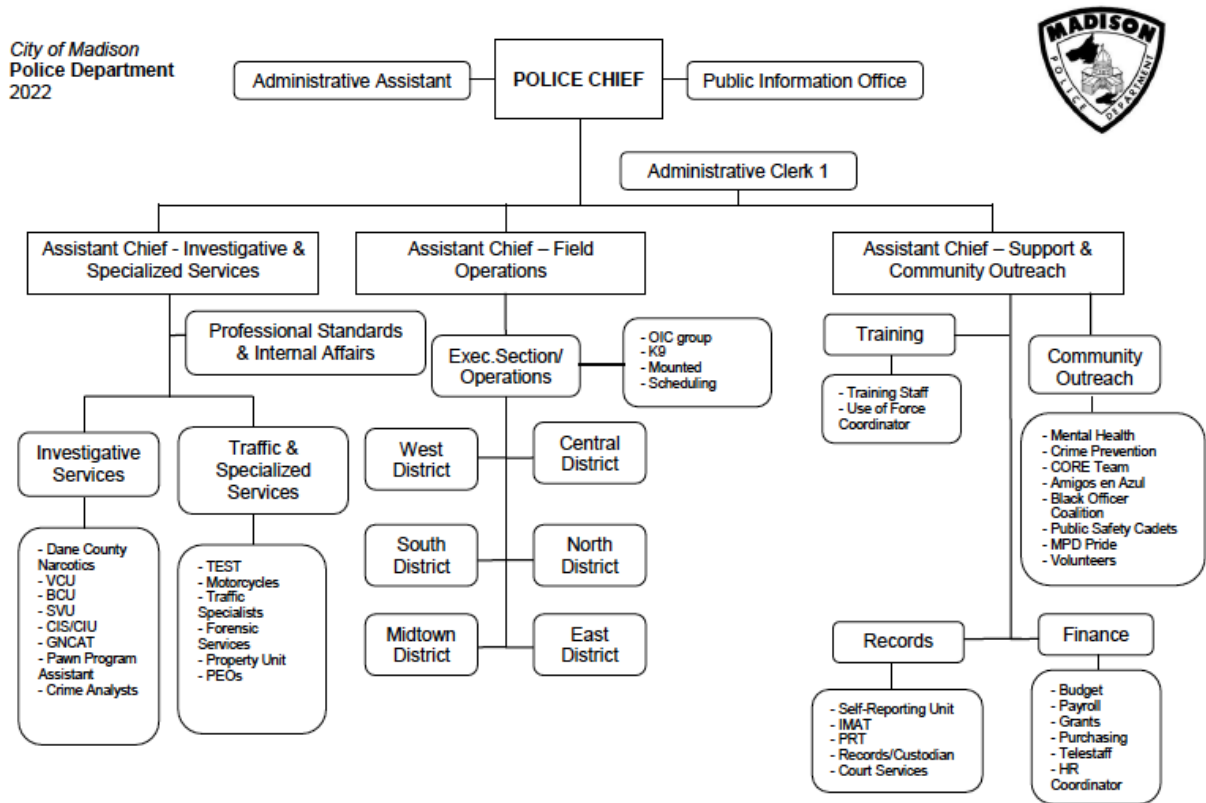 City of Madison
Police Department
2022
MADISON
POLICE DEPARTMENT
Administrative Assistant
POLICE CHIEF
Public Information Office
Administrative Clerk 1
Assistant Chief - Investigative &
Specialized Services
Assistant Chief – Field
Operations
Assistant Chief – Support &
Community Outreach
Professional Standards
& Internal Affairs
Exec.Section/
Operations
- OIC group
- K9
- Mounted
- Scheduling
Training
- Training Staff
- Use of Force
Coordinator
Community
Outreach
- Mental Health
- Crime Prevention
- CORE Team
- Amigos en Azul
- Black Officer
Coalition
- Public Safety Cadets
- MPD Pride
- Volunteers
Investigative
Services
- Dane County
Narcotics
- VCU
- BCU
- SVU
- CIS/CIU
- GNCAT
- Pawn Program
Assistant
- Crime Analysts
Traffic &
Specialized
Services
- TEST
- Motorcycles
- Traffic
Specialists
- Forensic
Services
- Property Unit
- PEOs
West
District
Central
District
South
District
North
District
Midtown
District
East
District
Records
- Self-Reporting Unit
- IMAT
- PRT
- Records/Custodian
- Court Services
Finance
- Budget
- Payroll
- Grants
- Purchasing
- Telestaff
- HR
Coordinator